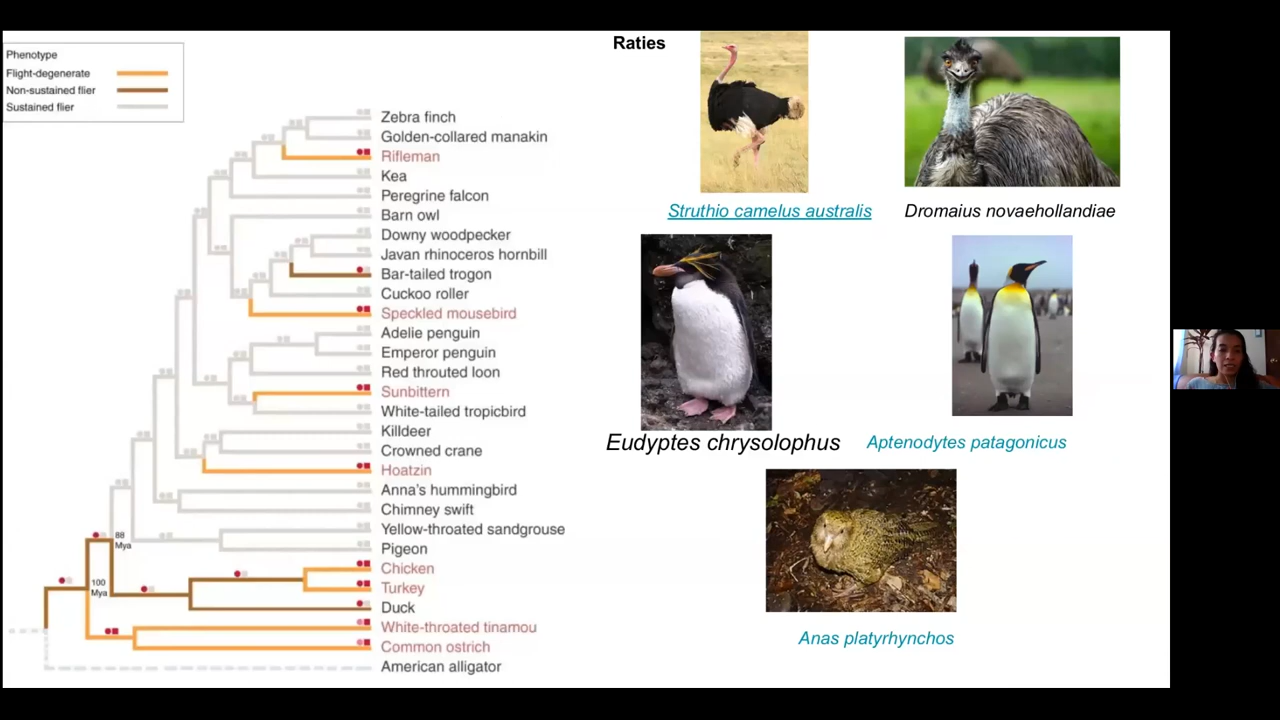 Phenotype
Flight-degenerate
Non-sustained flier
Sustained flier
Zebra finch
Golden-collared manakin
Rifleman
Kea
Peregrine falcon
Barn owl
Downy woodpecker
Javan rhinoceros hornbill
Bar-tailed trogon
Cuckoo roller
Speckled mousebird
Adelie penguin
Emperor penguin
Red throuted loon
Sunbittern
White-tailed tropicbird
Killdeer
Crowned crane
Hoatzin
Anna's hummingbird
Chimney swift
Yellow-throated sandgrouse
Pigeon
Chicken
Turkey
Duck
White-throated tinamou
Common ostrich
American alligator
88
Mya
100
Mya
Raties
Struthio camelus australis
Dromaius novaehollandiae
Eudyptes chrysolophus
Aptenodytes patagonicus
Anas platyrhynchos